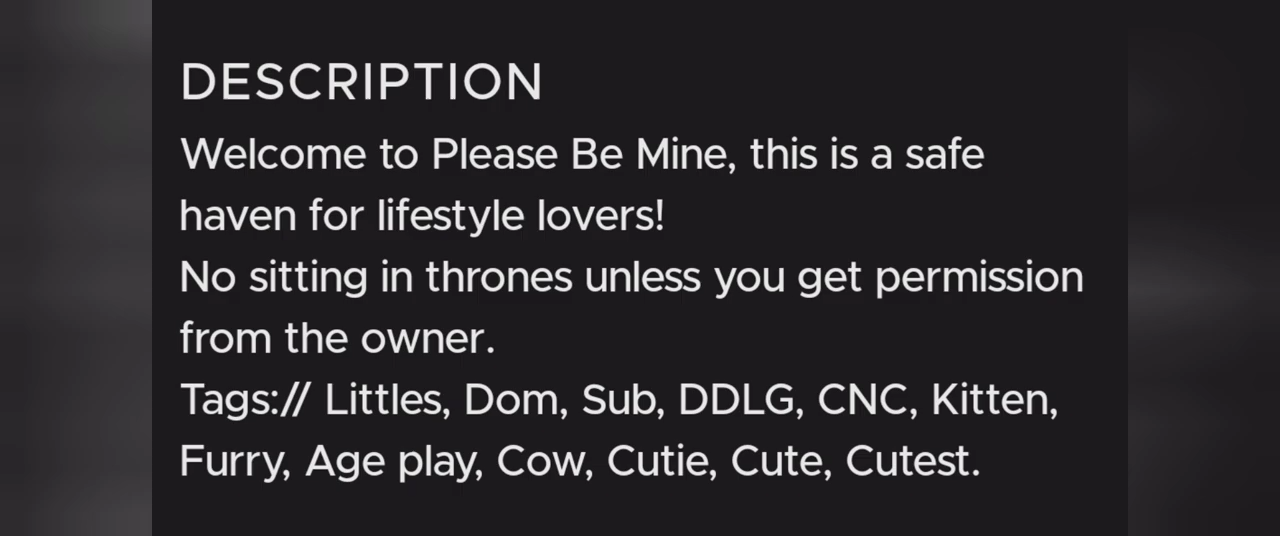 DESCRIPTION
Welcome to Please Be Mine, this is a safe
haven for lifestyle lovers!
No sitting in thrones unless you get permission
from the owner.
Tags:// Littles, Dom, Sub, DDLG, CNC, Kitten,
Furry, Age play, Cow, Cutie, Cute, Cutest.